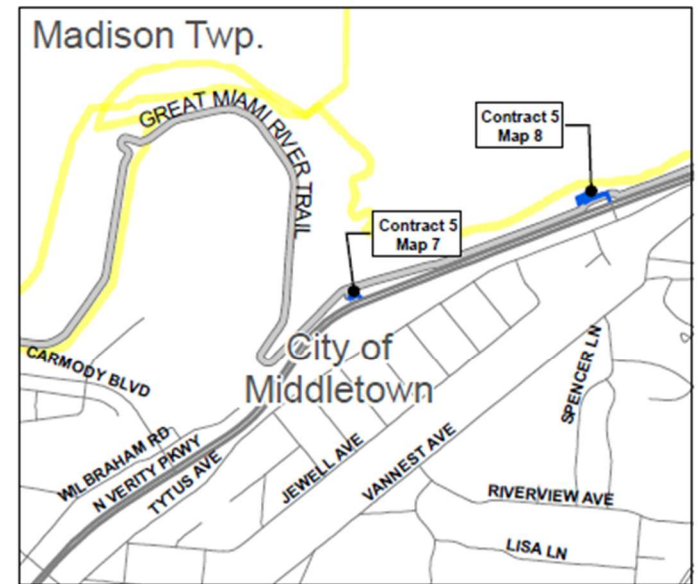 Madison Twp.
GREAT MIAMI RIVER TRAIL
Contract 5
Map 8
Contract 5
Map 7
City of
Middletown
CARMODY BLVD
WILBRAHAM RD
N VERITY PKWY
TYTUS AVE
JEWELL AVE
VANNEST AVE
SPENCER LN
RIVERVIEW AVE
LISA LN